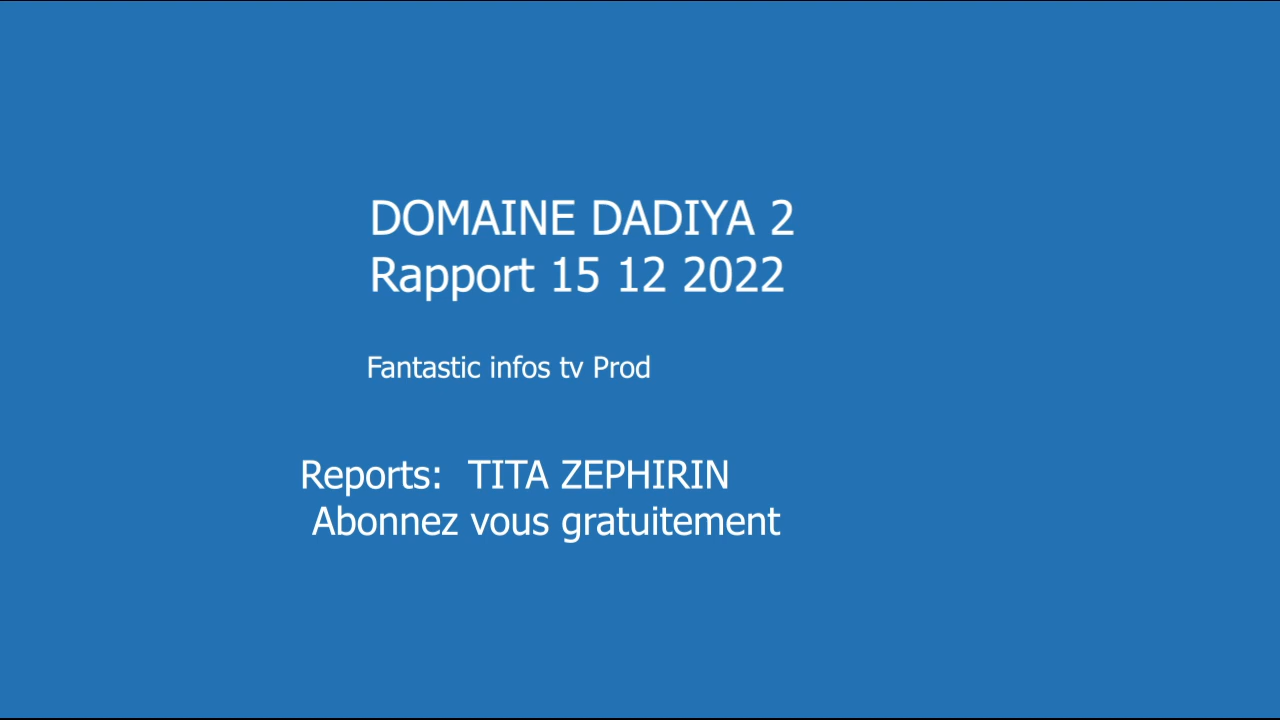 DOMAINE DADIYA 2
Rapport 15 12 2022
Fantastic infos tv Prod
Reports: TITA ZEPHIRIN
Abonnez vous gratuitement